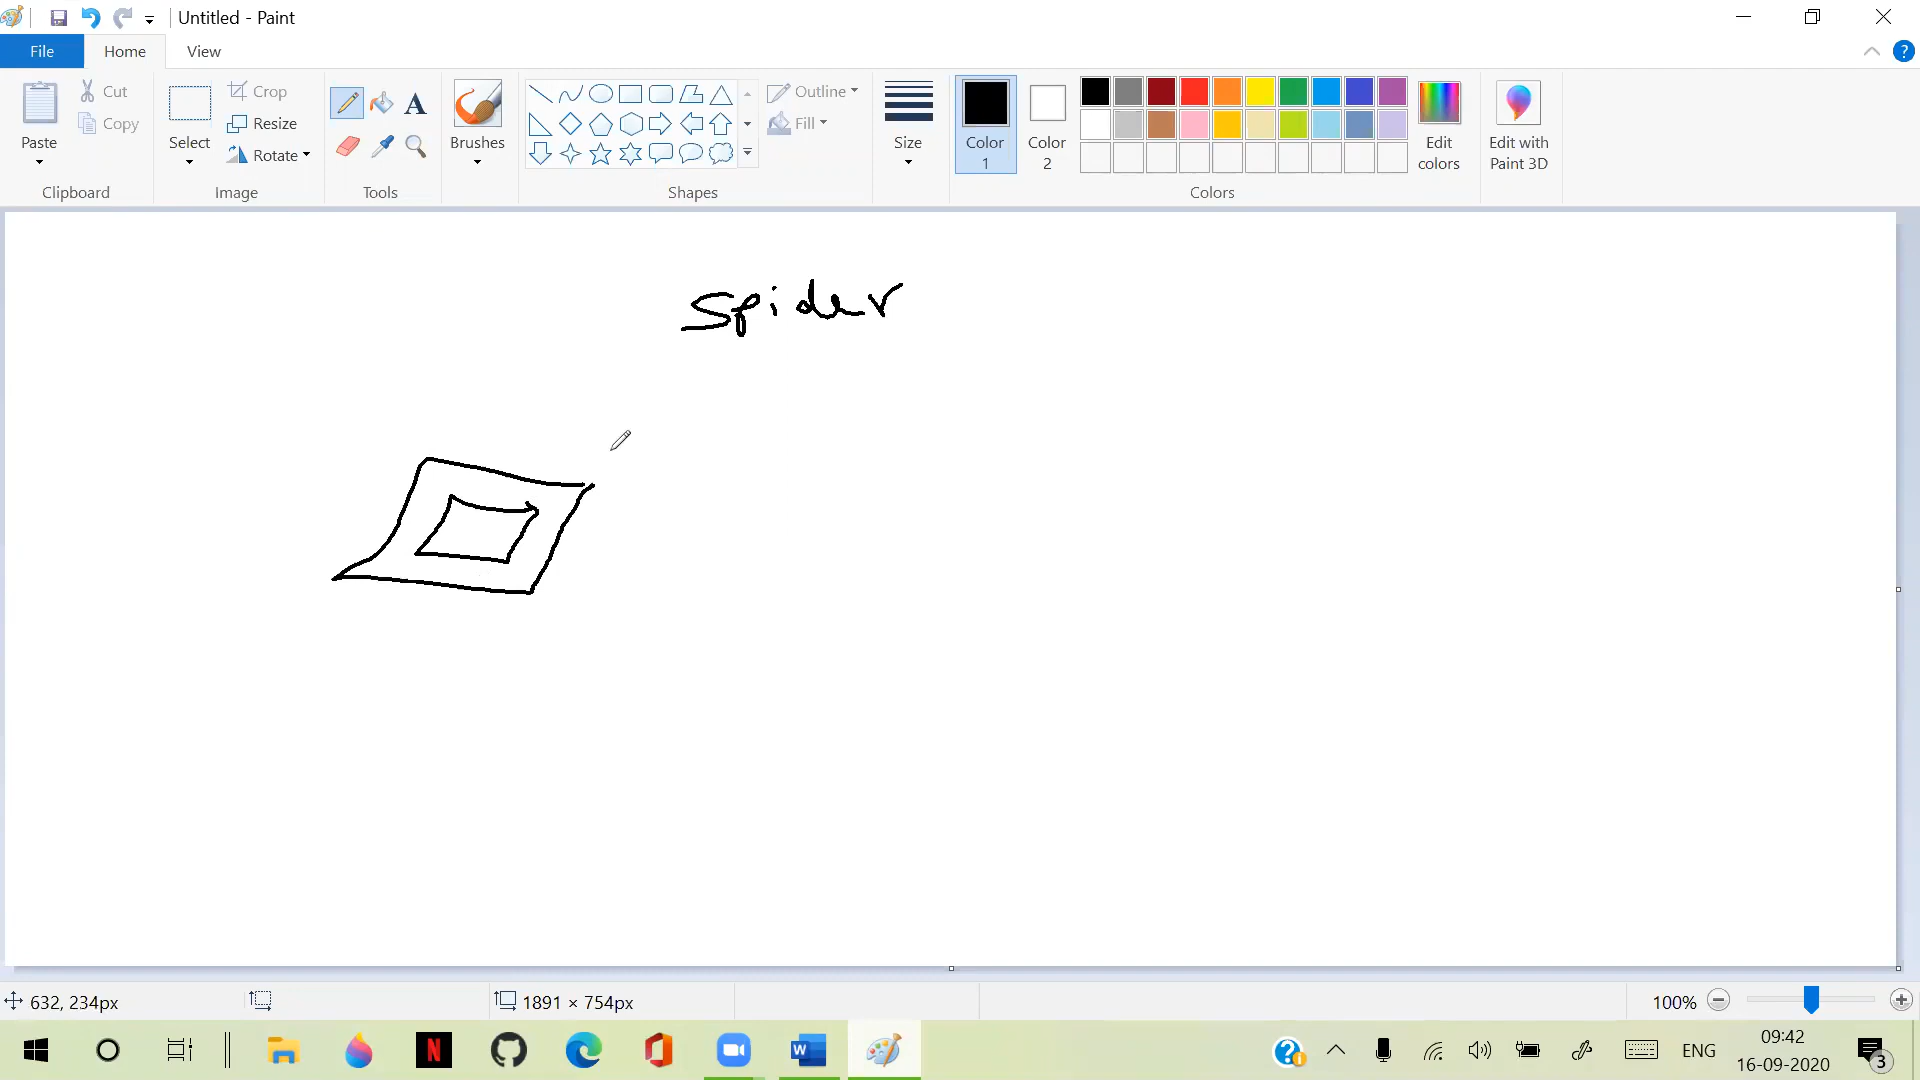 Untitled - Paint
File Home View
Paste
Cut
Copy
Clipboard
Select
Crop
Resize
Rotate
Image
Tools
Brushes
Shapes
Outline
Fill
Size
Color 1
Color 2
Colors
Edit colors
Edit with Paint 3D
Spider
632, 234px
1891 × 754px
100%
N
W
ENG
09:42
16-09-2020
3